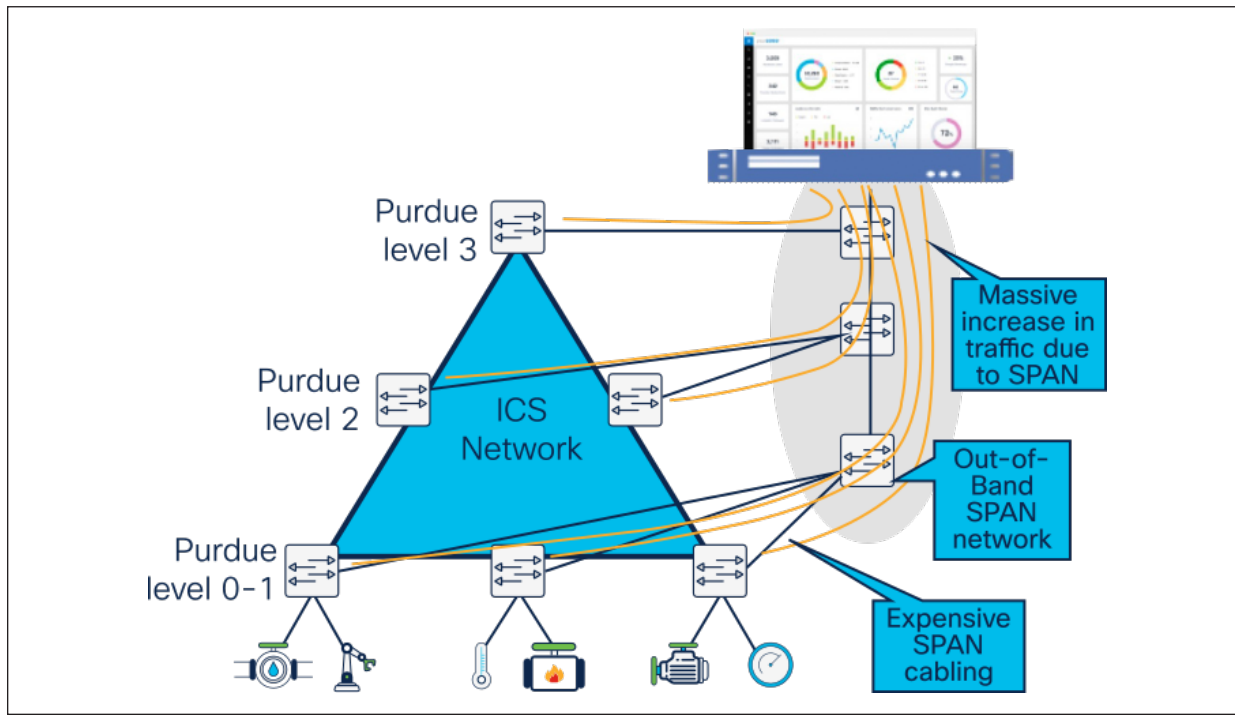 Purdue
level 3
Massive
increase in
traffic due
to SPAN
Purdue
level 2
ICS
Network
Out-of-
Band
SPAN
network
Purdue
level 0-1
Expensive
SPAN
cabling